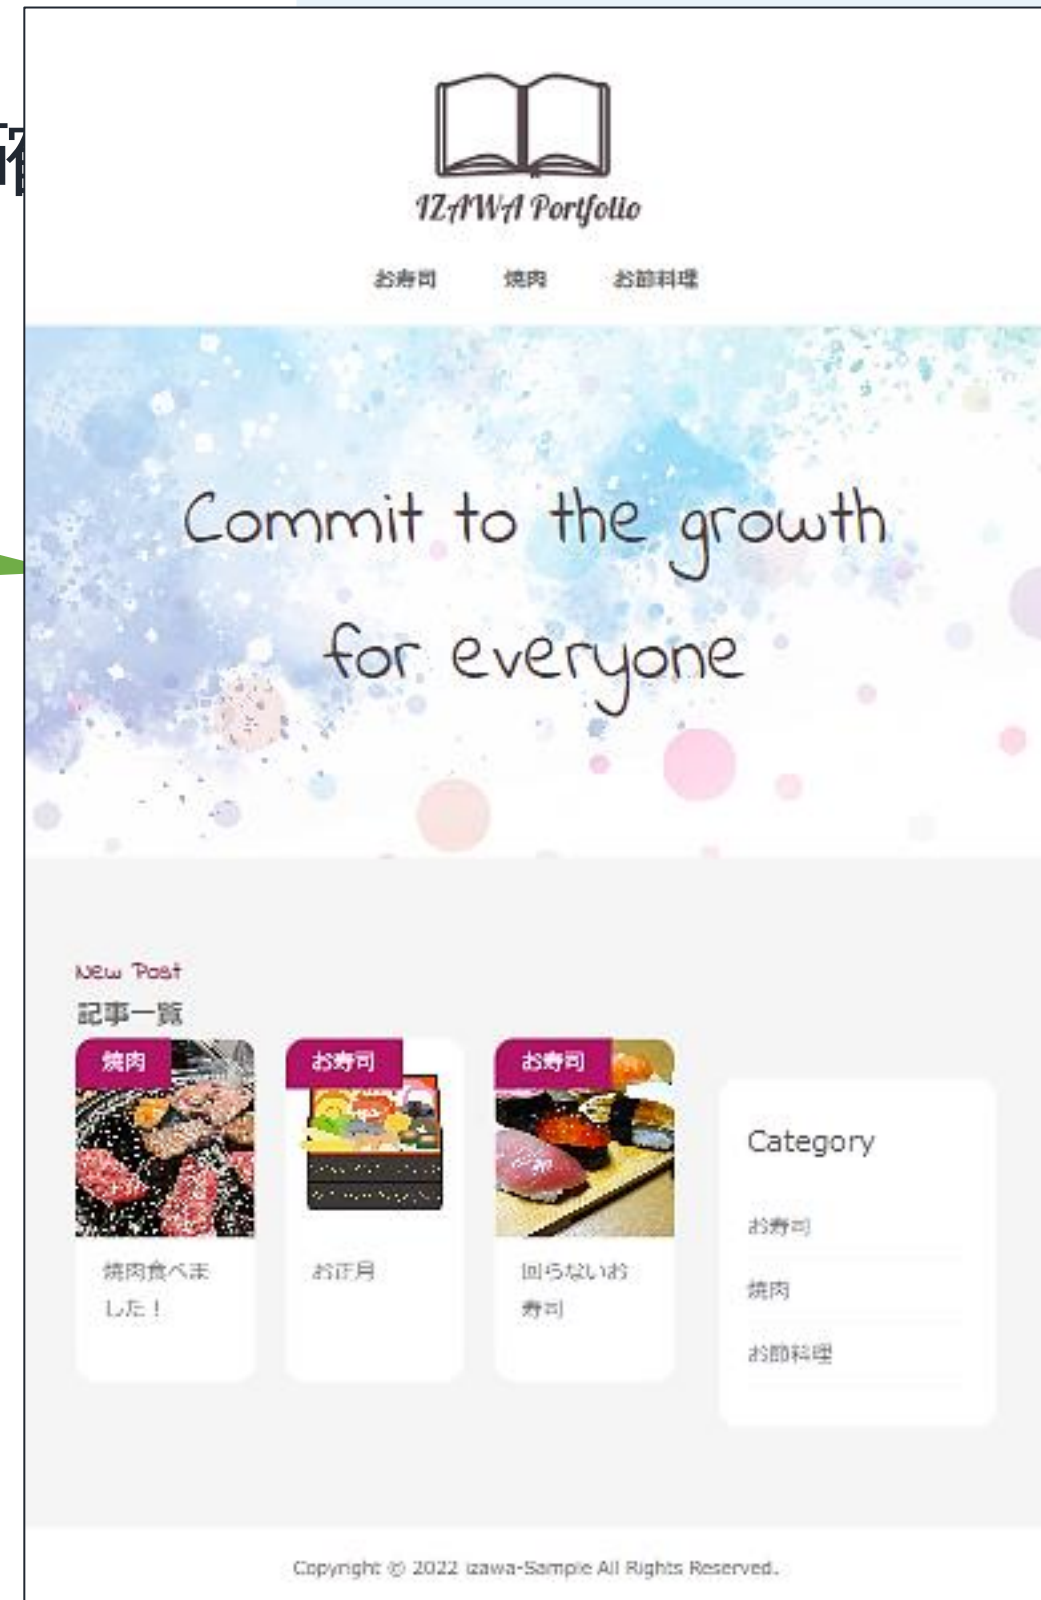 IZAWA Portfolio
お寿司 焼肉 お節料理
Commit to the growth
for everyone
New Post
記事一覧
焼肉
お寿司
お寿司
焼肉食べま
した！
お正月
回らないお
寿司
Category
お寿司
焼肉
お節料理
Copyright © 2022 izawa-Sample All Rights Reserved.